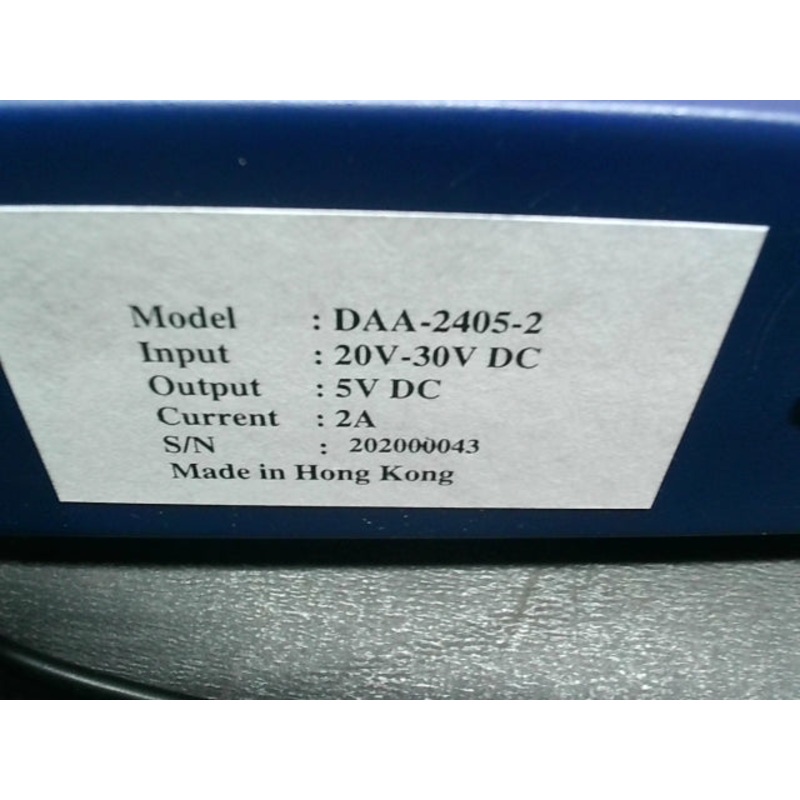 Model : DAA-2405-2
Input : 20V-30V DC
Output : 5V DC
Current : 2A
S/N : 202000043
Made in Hong Kong